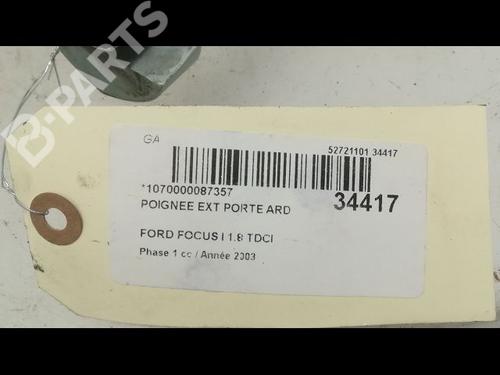 B-PARTS
GA
52721101 34417
*1070000087357
POIGNEE EXT PORTE ARD
34417
FORD FOCUS I 1.8 TDCI
Phase 1 cc / Année 2003